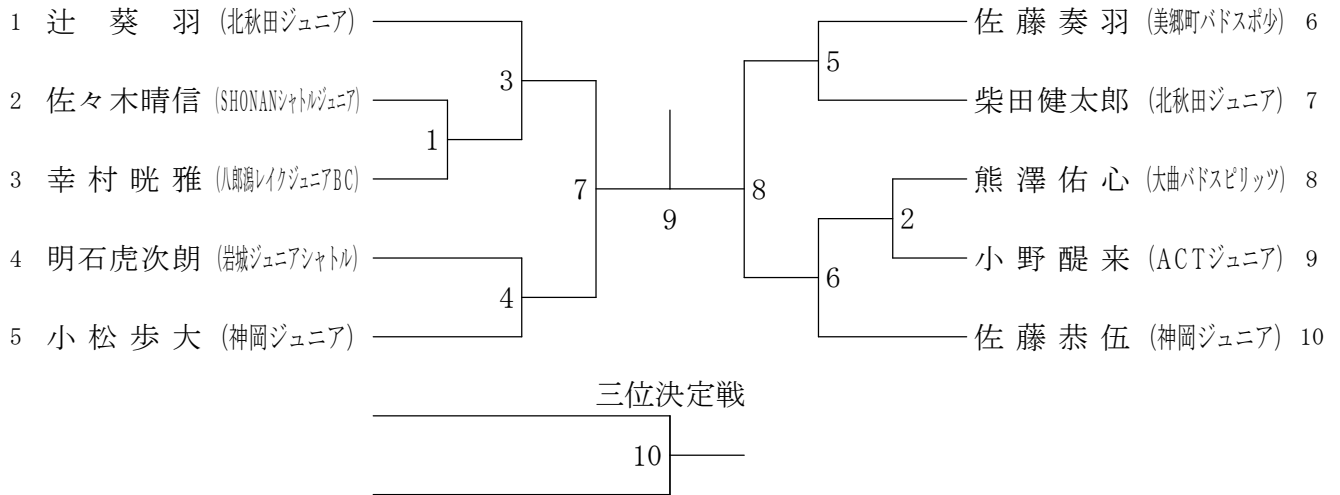 1 辻 葵 羽 (北秋田ジュニア)
2 佐々木晴信 (SHONANシャトルジュニア)
3 幸 村 晄 雅 (八郎潟レイクジュニアBC)
4 明石虎次朗 (岩城ジュニアシャトル)
5 小 松 歩 大 (神岡ジュニア)
3
1
7
4
9
8
5
2
6
佐 藤 奏 羽 (美郷町バドスポ少) 6
柴田健太郎 (北秋田ジュニア) 7
熊 澤 佑 心 (大曲バドスピリッツ) 8
小 野 醍 来 (ACTジュニア) 9
佐 藤 恭 伍 (神岡ジュニア) 10
三位決定戦
10